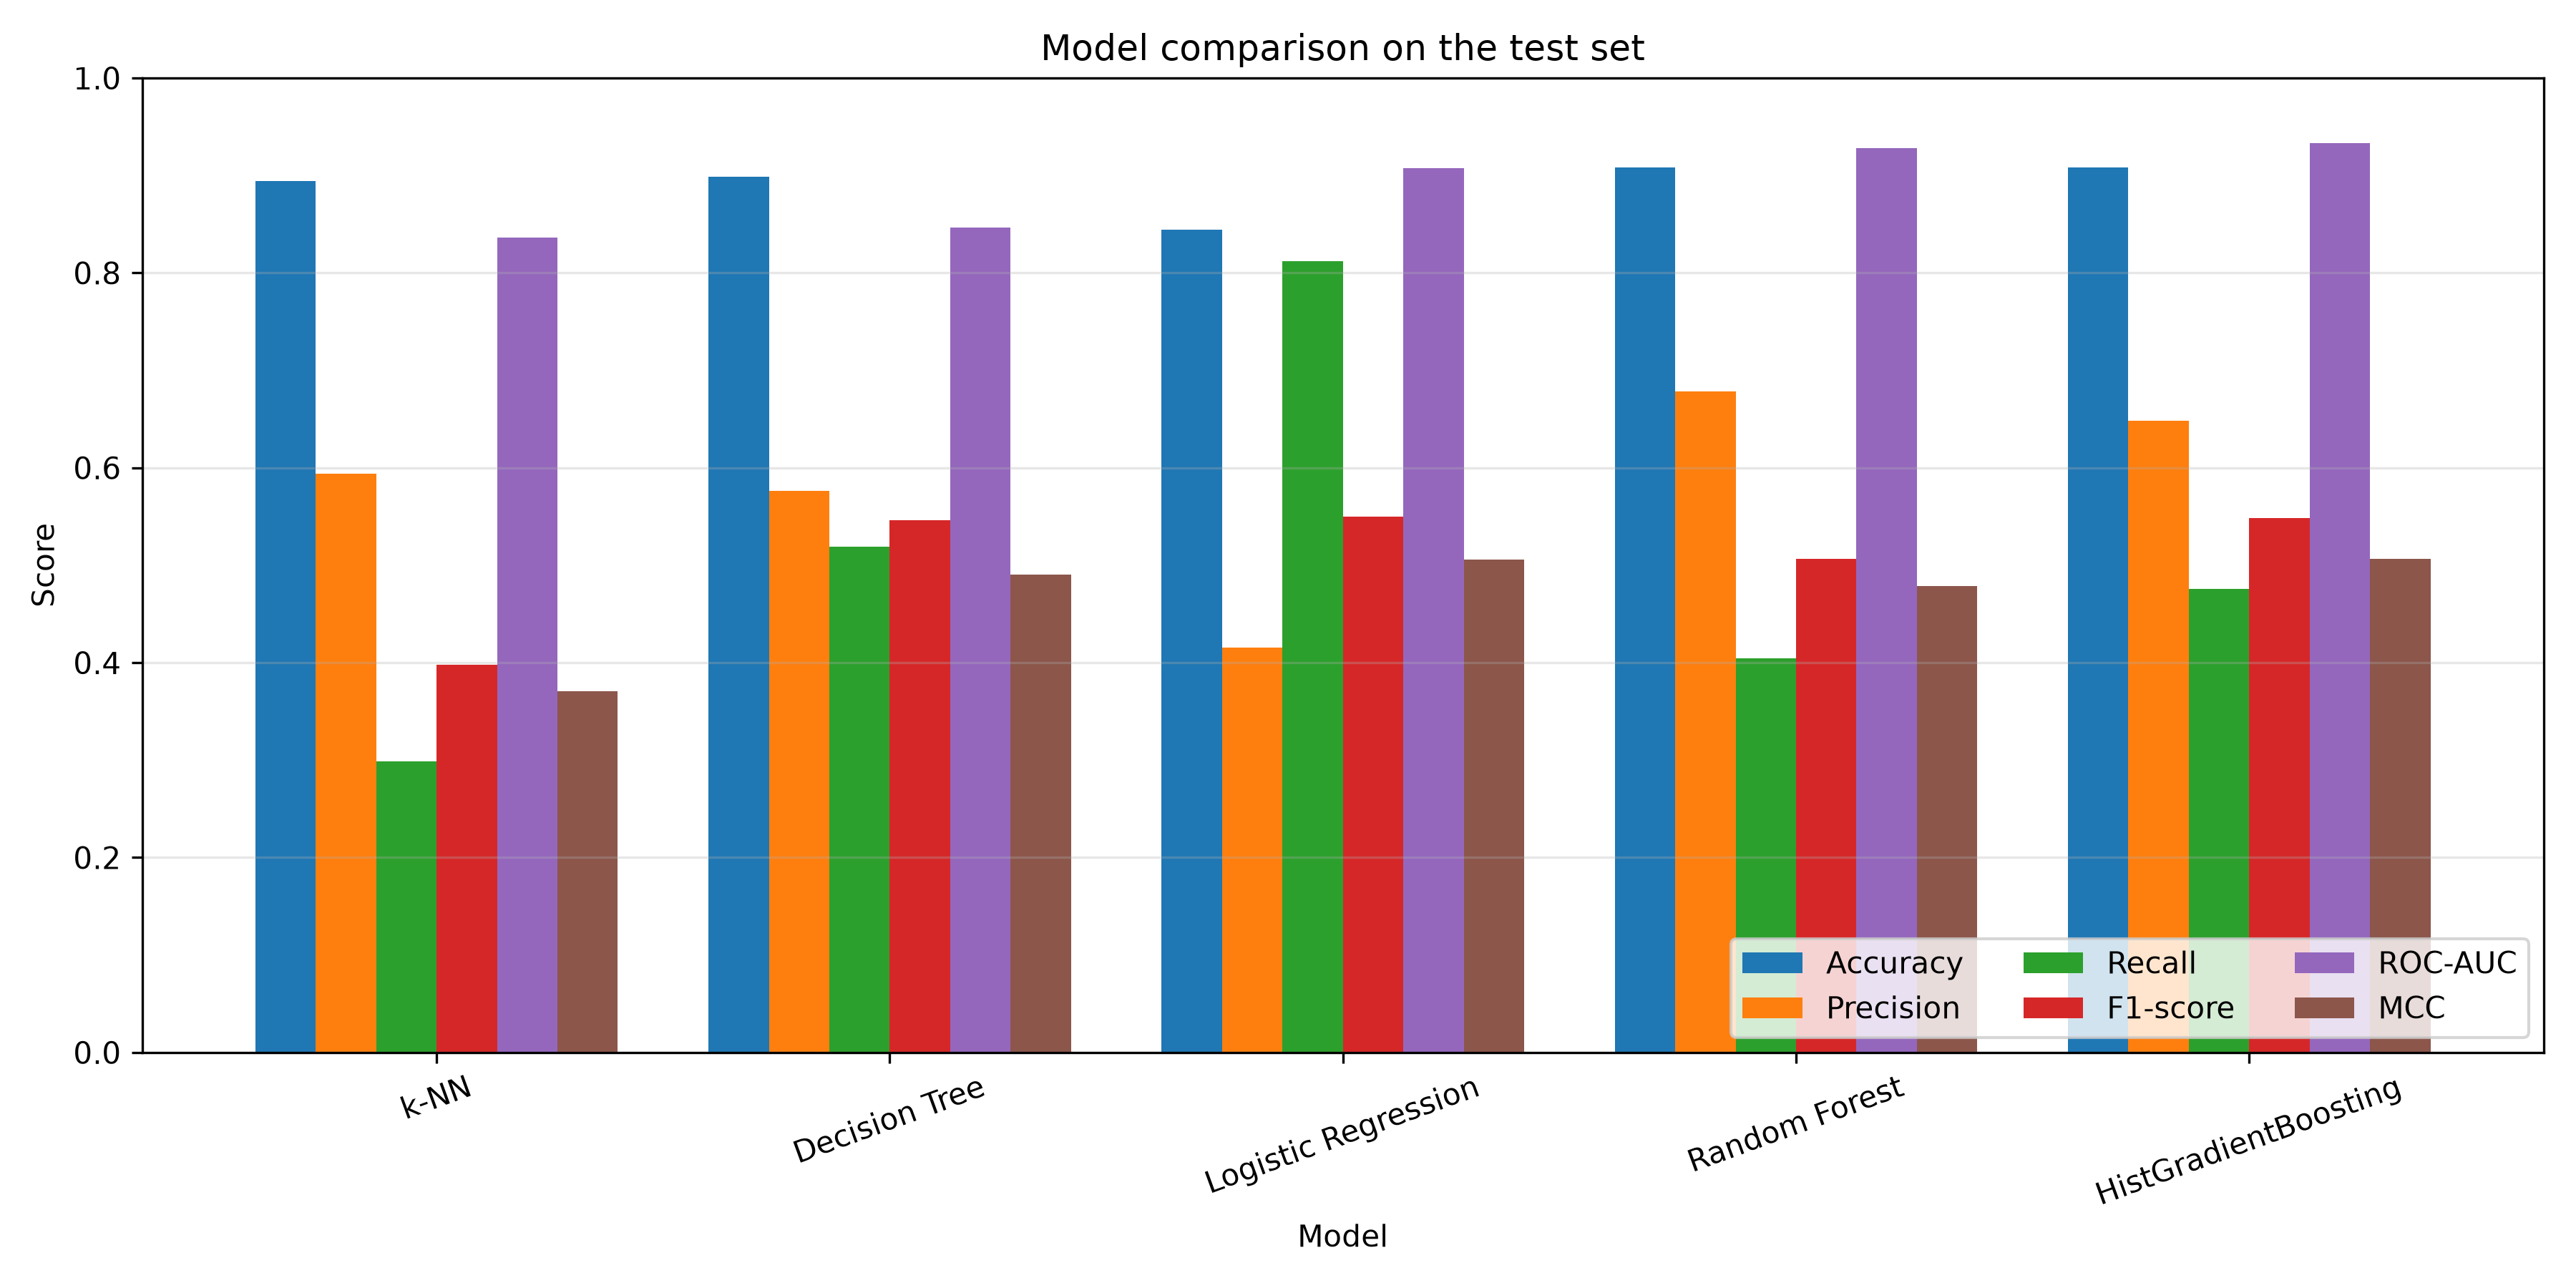 Model comparison on the test set
1.0
0.8
0.6
0.4
0.2
0.0
Score
k-NN
Decision Tree
Logistic Regression
Random Forest
HistGradientBoosting
Model
Accuracy
Precision
Recall
F1-score
ROC-AUC
MCC